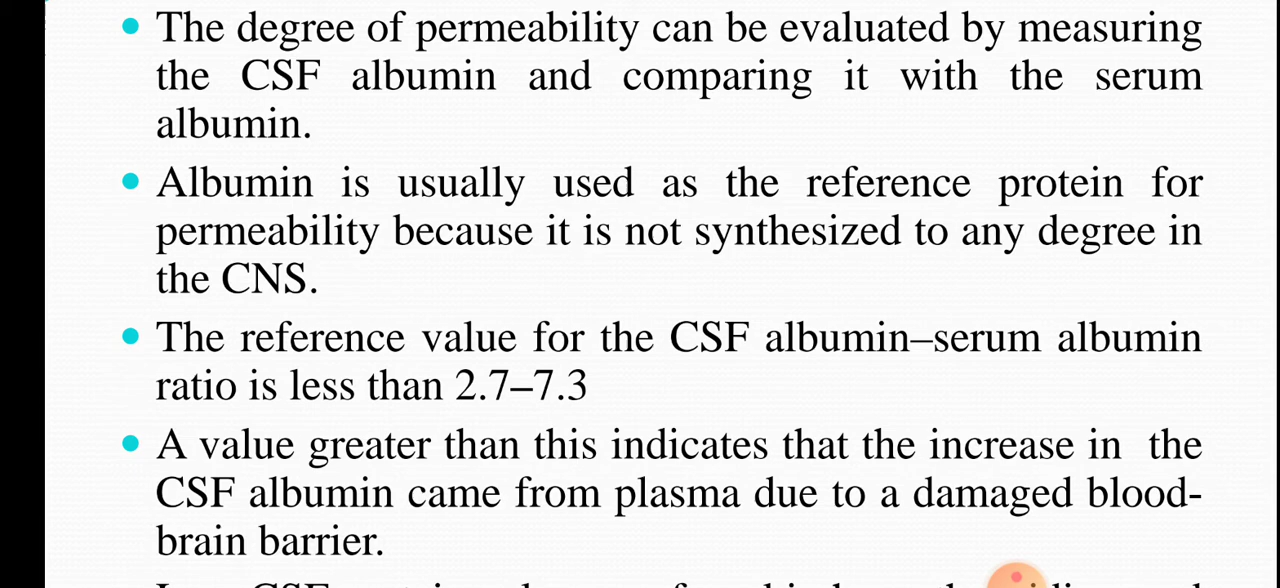 • The degree of permeability can be evaluated by measuring
the CSF albumin and comparing it with the serum
albumin.
• Albumin is usually used as the reference protein for
permeability because it is not synthesized to any degree in
the CNS.
• The reference value for the CSF albumin–serum albumin
ratio is less than 2.7–7.3
• A value greater than this indicates that the increase in the
CSF albumin came from plasma due to a damaged blood-
brain barrier.